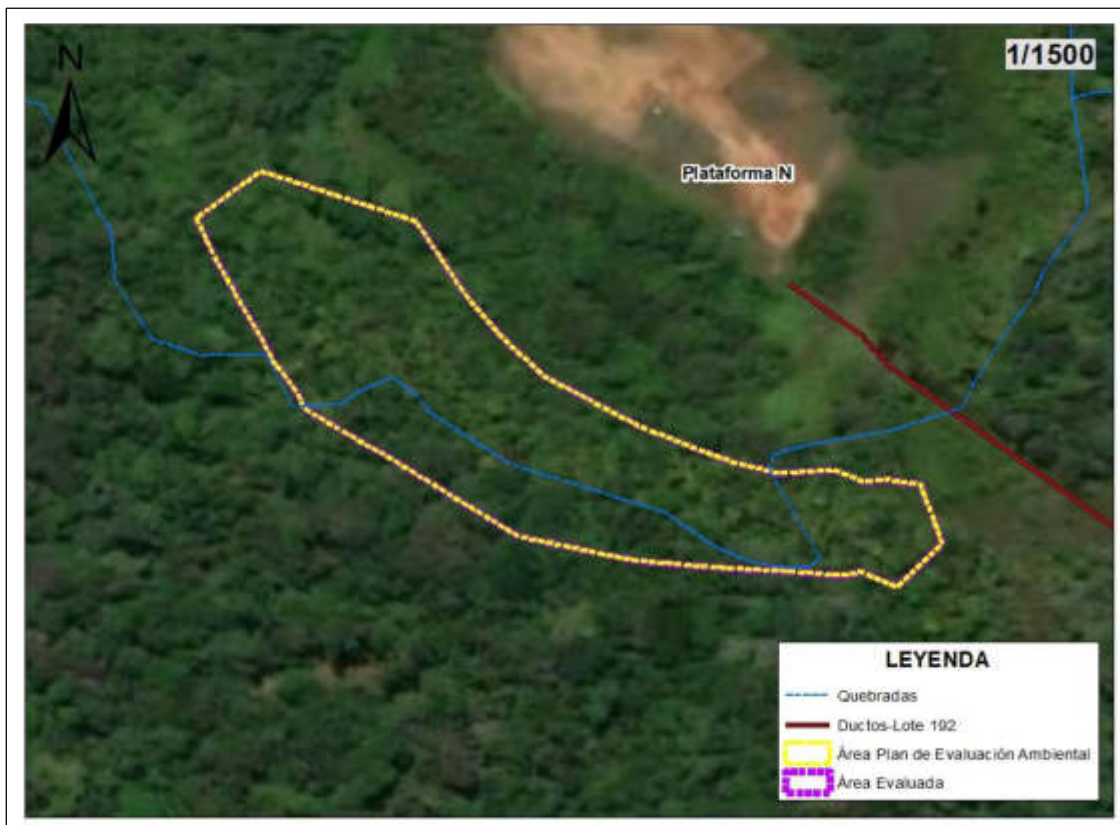 N
1/1500
Plataforma N
LEYENDA
Quebradas
Ductos-Lote 192
Área Plan de Evaluación Ambiental
Área Evaluada